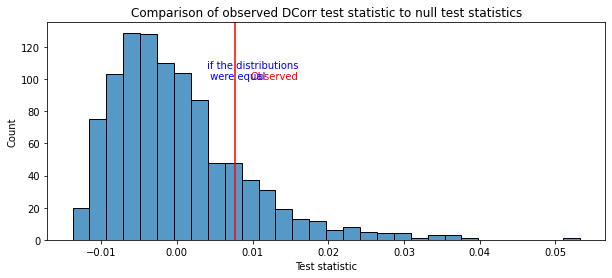 Comparison of observed DCorr test statistic to null test statistics
Count
120
100
80
60
40
20
0
if the distributions
were equal
Observed
−0.01
0.00
0.01
0.02
0.03
0.04
0.05
Test statistic